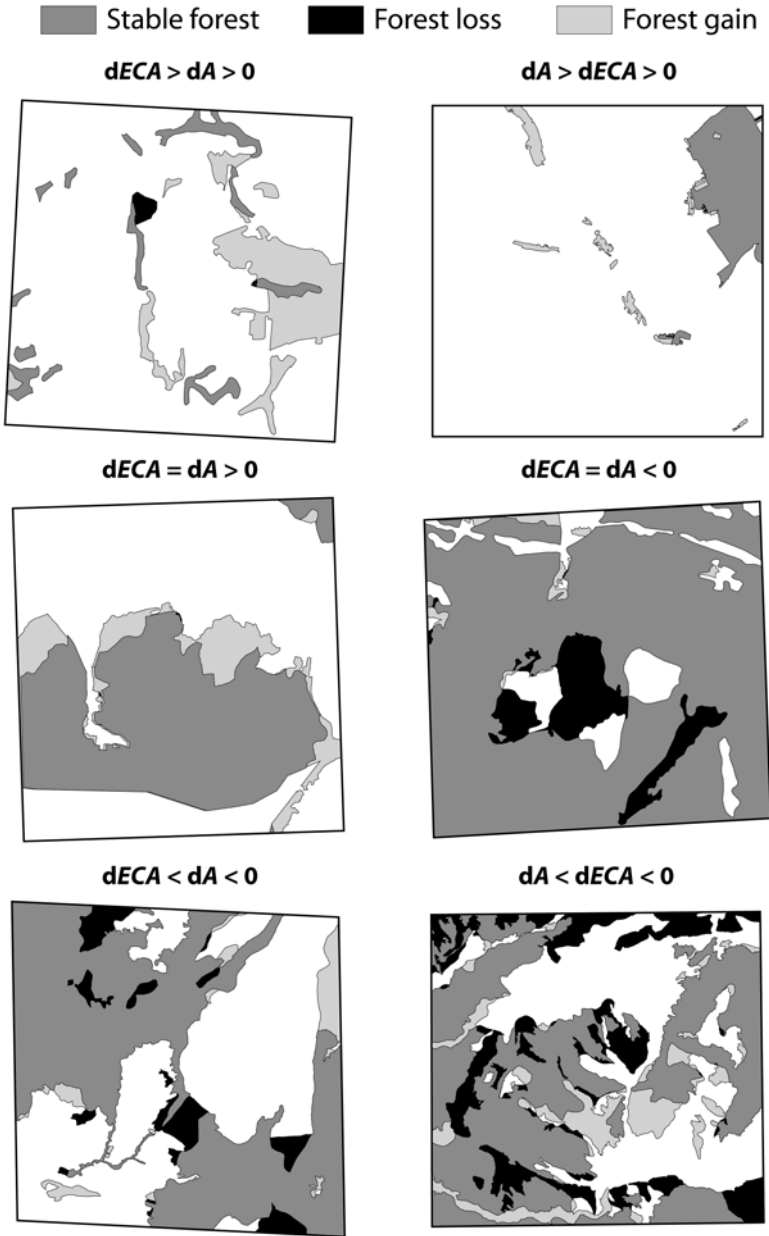 Stable forest Forest loss Forest gain
dECA > dA > 0 dA > dECA > 0
dECA = dA > 0 dECA = dA < 0
dECA < dA < 0 dA < dECA < 0